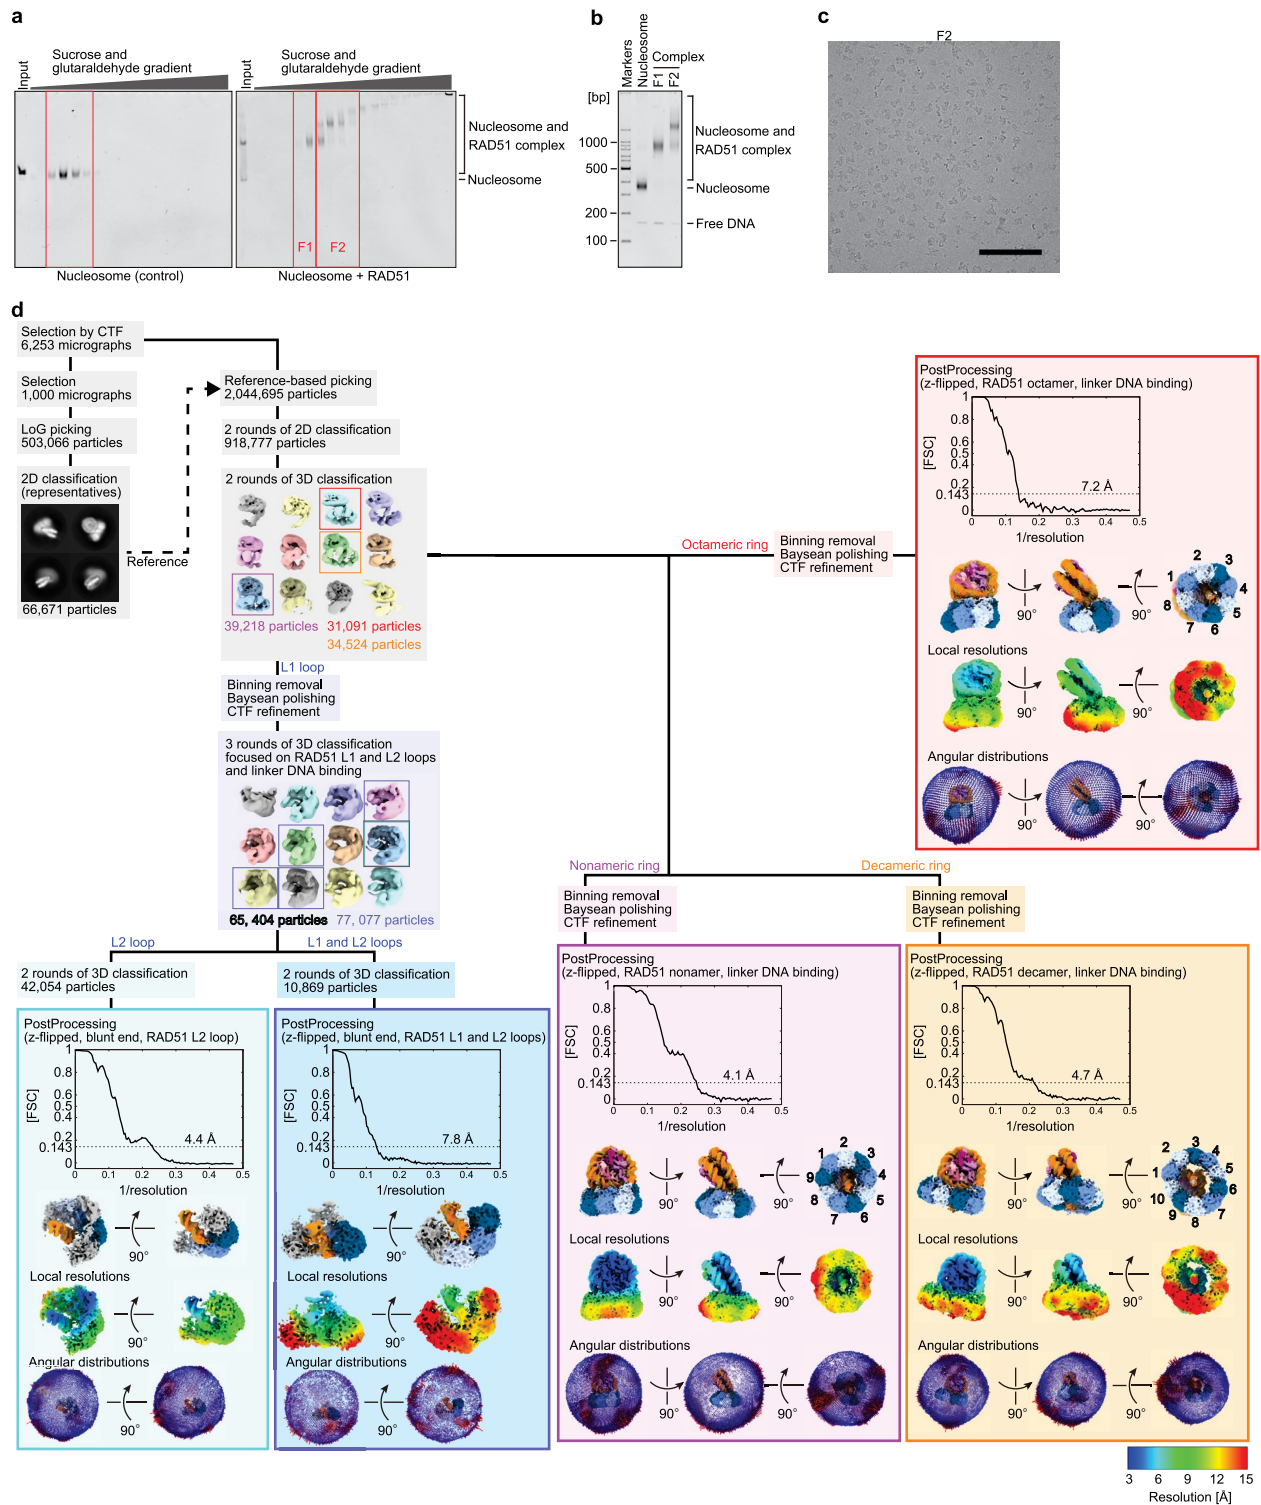 a
Sucrose and
glutaraldehyde gradient
Input
Sucrose and
glutaraldehyde gradient
Input
Nucleosome and
RAD51 complex
Nucleosome
F1
F2
Nucleosome (control)
Nucleosome + RAD51
b
Markers
Nucleosome
Complex
F1
F2
[bp]
1000
500
200
100
Nucleosome and
RAD51 complex
Nucleosome
Free DNA
c
F2
d
Selection by CTF
6,253 micrographs
Selection
1,000 micrographs
LoG picking
503,066 particles
2D classification
(representatives)
66,671 particles
Reference
Reference-based picking
2,044,695 particles
2 rounds of 2D classification
918,777 particles
2 rounds of 3D classification
39,218 particles
31,091 particles
34,524 particles
L1 loop
Binning removal
Baysean polishing
CTF refinement
3 rounds of 3D classification
focused on RAD51 L1 and L2 loops
and linker DNA binding
65, 404 particles
77, 077 particles
L2 loop
L1 and L2 loops
2 rounds of 3D classification
42,054 particles
2 rounds of 3D classification
10,869 particles
Octameric ring
Binning removal
Baysean polishing
CTF refinement
PostProcessing
(z-flipped, RAD51 octamer, linker DNA binding)
[FSC]
1
0.8
0.6
0.4
0.2
0.143
0
7.2 Å
0
0.1
0.2
0.3
0.4
0.5
1/resolution
90°
90°
1
2
3
4
5
6
7
8
Local resolutions
90°
90°
Angular distributions
90°
90°
Nonameric ring
Binning removal
Baysean polishing
CTF refinement
Decameric ring
Binning removal
Baysean polishing
CTF refinement
PostProcessing
(z-flipped, blunt end, RAD51 L2 loop)
[FSC]
1
0.8
0.6
0.4
0.2
0.143
0
4.4 Å
0
0.1
0.2
0.3
0.4
0.5
1/resolution
90°
Local resolutions
90°
Angular distributions
90°
PostProcessing
(z-flipped, blunt end, RAD51 L1 and L2 loops)
[FSC]
1
0.8
0.6
0.4
0.2
0.143
0
7.8 Å
0
0.1
0.2
0.3
0.4
0.5
1/resolution
90°
Local resolutions
90°
Angular distributions
90°
PostProcessing
(z-flipped, RAD51 nonamer, linker DNA binding)
[FSC]
1
0.8
0.6
0.4
0.2
0.143
0
4.1 Å
0
0.1
0.2
0.3
0.4
0.5
1/resolution
90°
90°
1
2
3
4
5
6
7
8
9
Local resolutions
90°
90°
Angular distributions
90°
90°
PostProcessing
(z-flipped, RAD51 decamer, linker DNA binding)
[FSC]
1
0.8
0.6
0.4
0.2
0.143
0
4.7 Å
0
0.1
0.2
0.3
0.4
0.5
1/resolution
90°
90°
1
2
3
4
5
6
7
8
9
10
Local resolutions
90°
90°
Angular distributions
90°
90°
3 6 9 12 15
Resolution [Å]